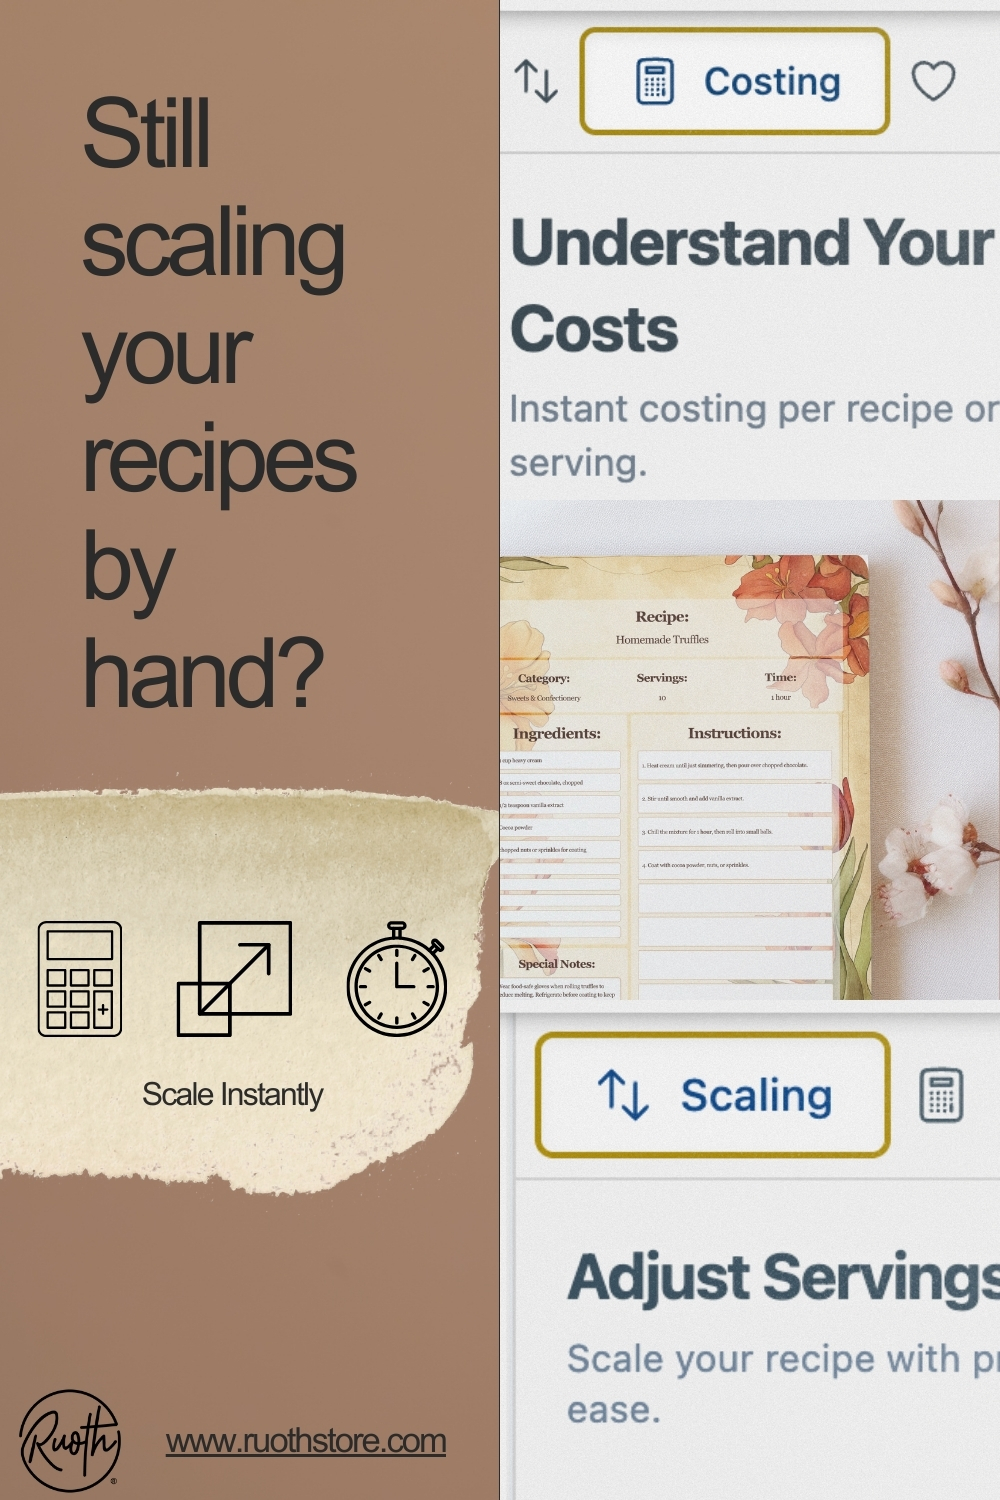 Still
scaling
your
recipes
by
hand?
Scale Instantly
Ruoth
®
www.ruothstore.com
Costing
Understand Your
Costs
Instant costing per recipe or
serving.
Recipe:
Homemade Truffles
Category:
Servings:
Time:
Sweets & Confectionery
10
1 hour
Ingredients:
cup heavy cream
oz semi-sweet chocolate, chopped
1/2 teaspoon vanilla extract
Cocoa powder
hopped nuts or sprinkles for coating
Special Notes:
Wear food-safe gloves when rolling truffles to
educe melting. Refrigerate before coating to keep
Instructions:
1. Heat cream until just simmering, then pour over chopped chocolate.
2. Stir until smooth and add vanilla extract.
3. Chill the mixture for 1 hour, then roll into small balls.
4. Coat with cocoa powder, nuts, or sprinkles.
Scaling
Adjust Servings
Scale your recipe with pr
ease.